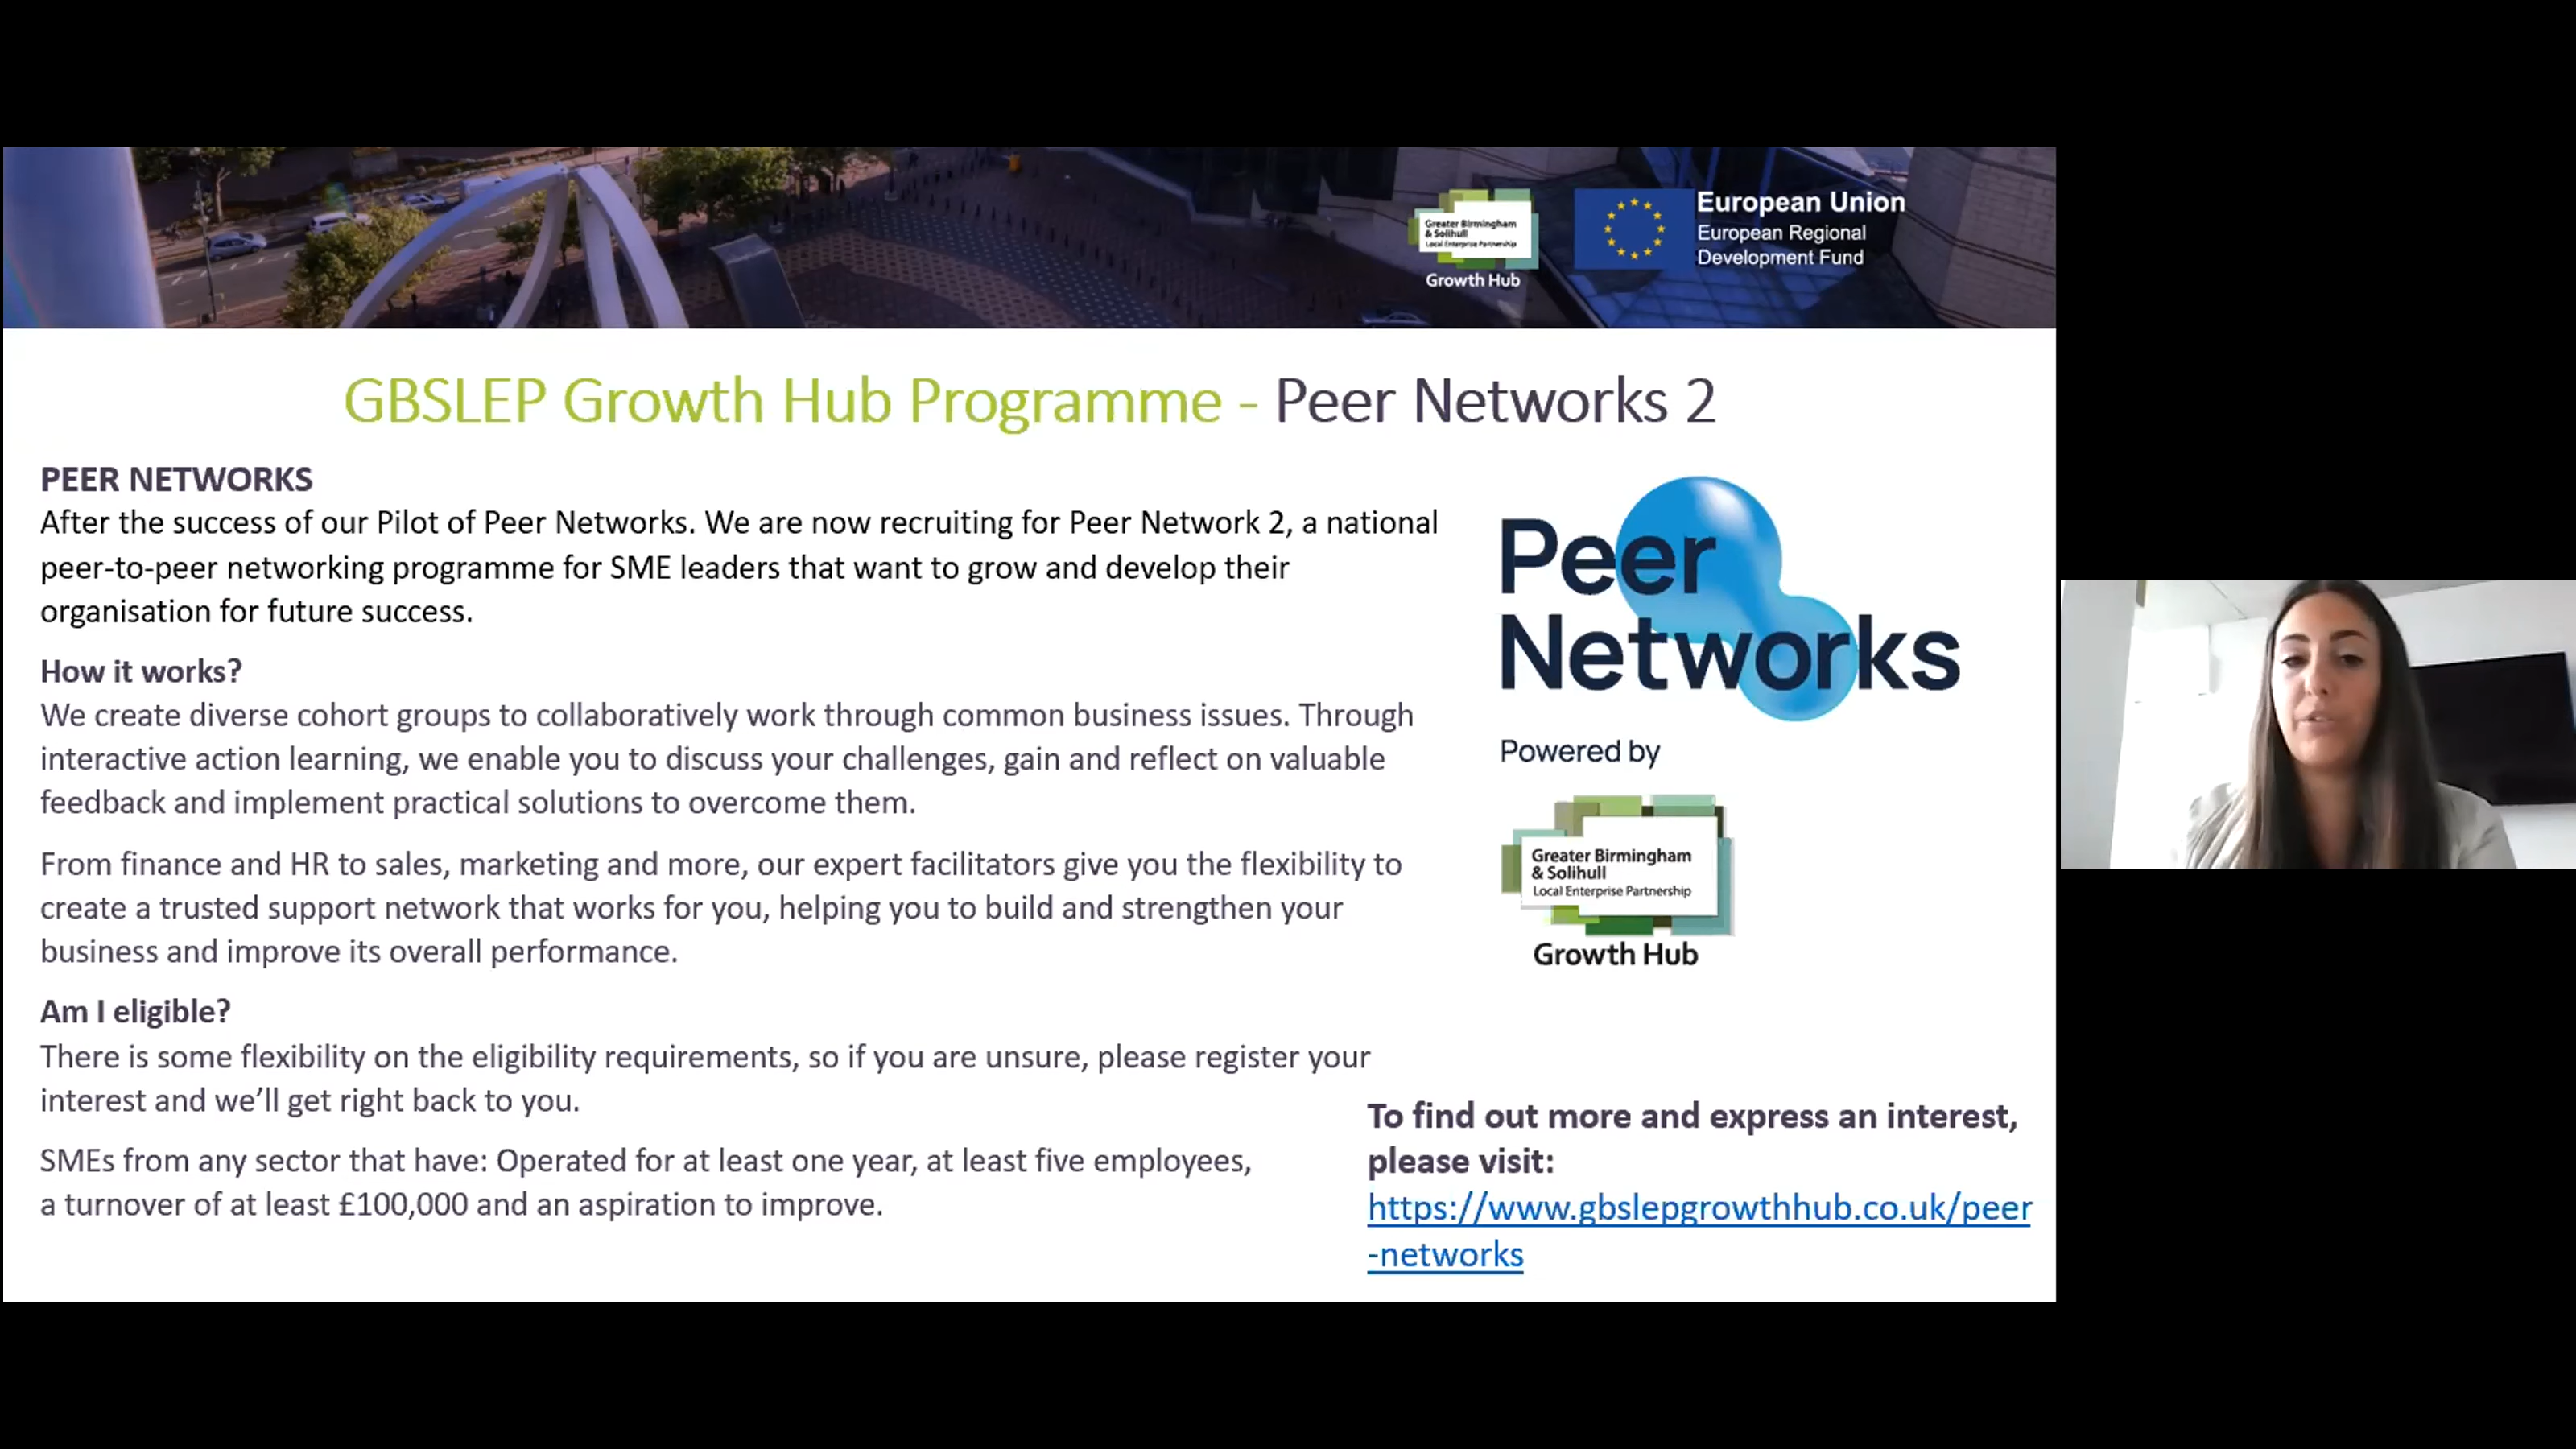 Greater Birmingham
& Solihull
Local Enterprise Partnership
Growth Hub
European Union
European Regional
Development Fund
GBSLEP Growth Hub Programme - Peer Networks 2
PEER NETWORKS
After the success of our Pilot of Peer Networks. We are now recruiting for Peer Network 2, a national
peer-to-peer networking programme for SME leaders that want to grow and develop their
organisation for future success.
How it works?
We create diverse cohort groups to collaboratively work through common business issues. Through
interactive action learning, we enable you to discuss your challenges, gain and reflect on valuable
feedback and implement practical solutions to overcome them.
From finance and HR to sales, marketing and more, our expert facilitators give you the flexibility to
create a trusted support network that works for you, helping you to build and strengthen your
business and improve its overall performance.
Am I eligible?
There is some flexibility on the eligibility requirements, so if you are unsure, please register your
interest and we’ll get right back to you.
SMEs from any sector that have: Operated for at least one year, at least five employees,
a turnover of at least £100,000 and an aspiration to improve.
Peer
Networks
Powered by
Greater Birmingham
& Solihull
Local Enterprise Partnership
Growth Hub
To find out more and express an interest,
please visit:
https://www.gbslepgrowthhub.co.uk/peer
-networks